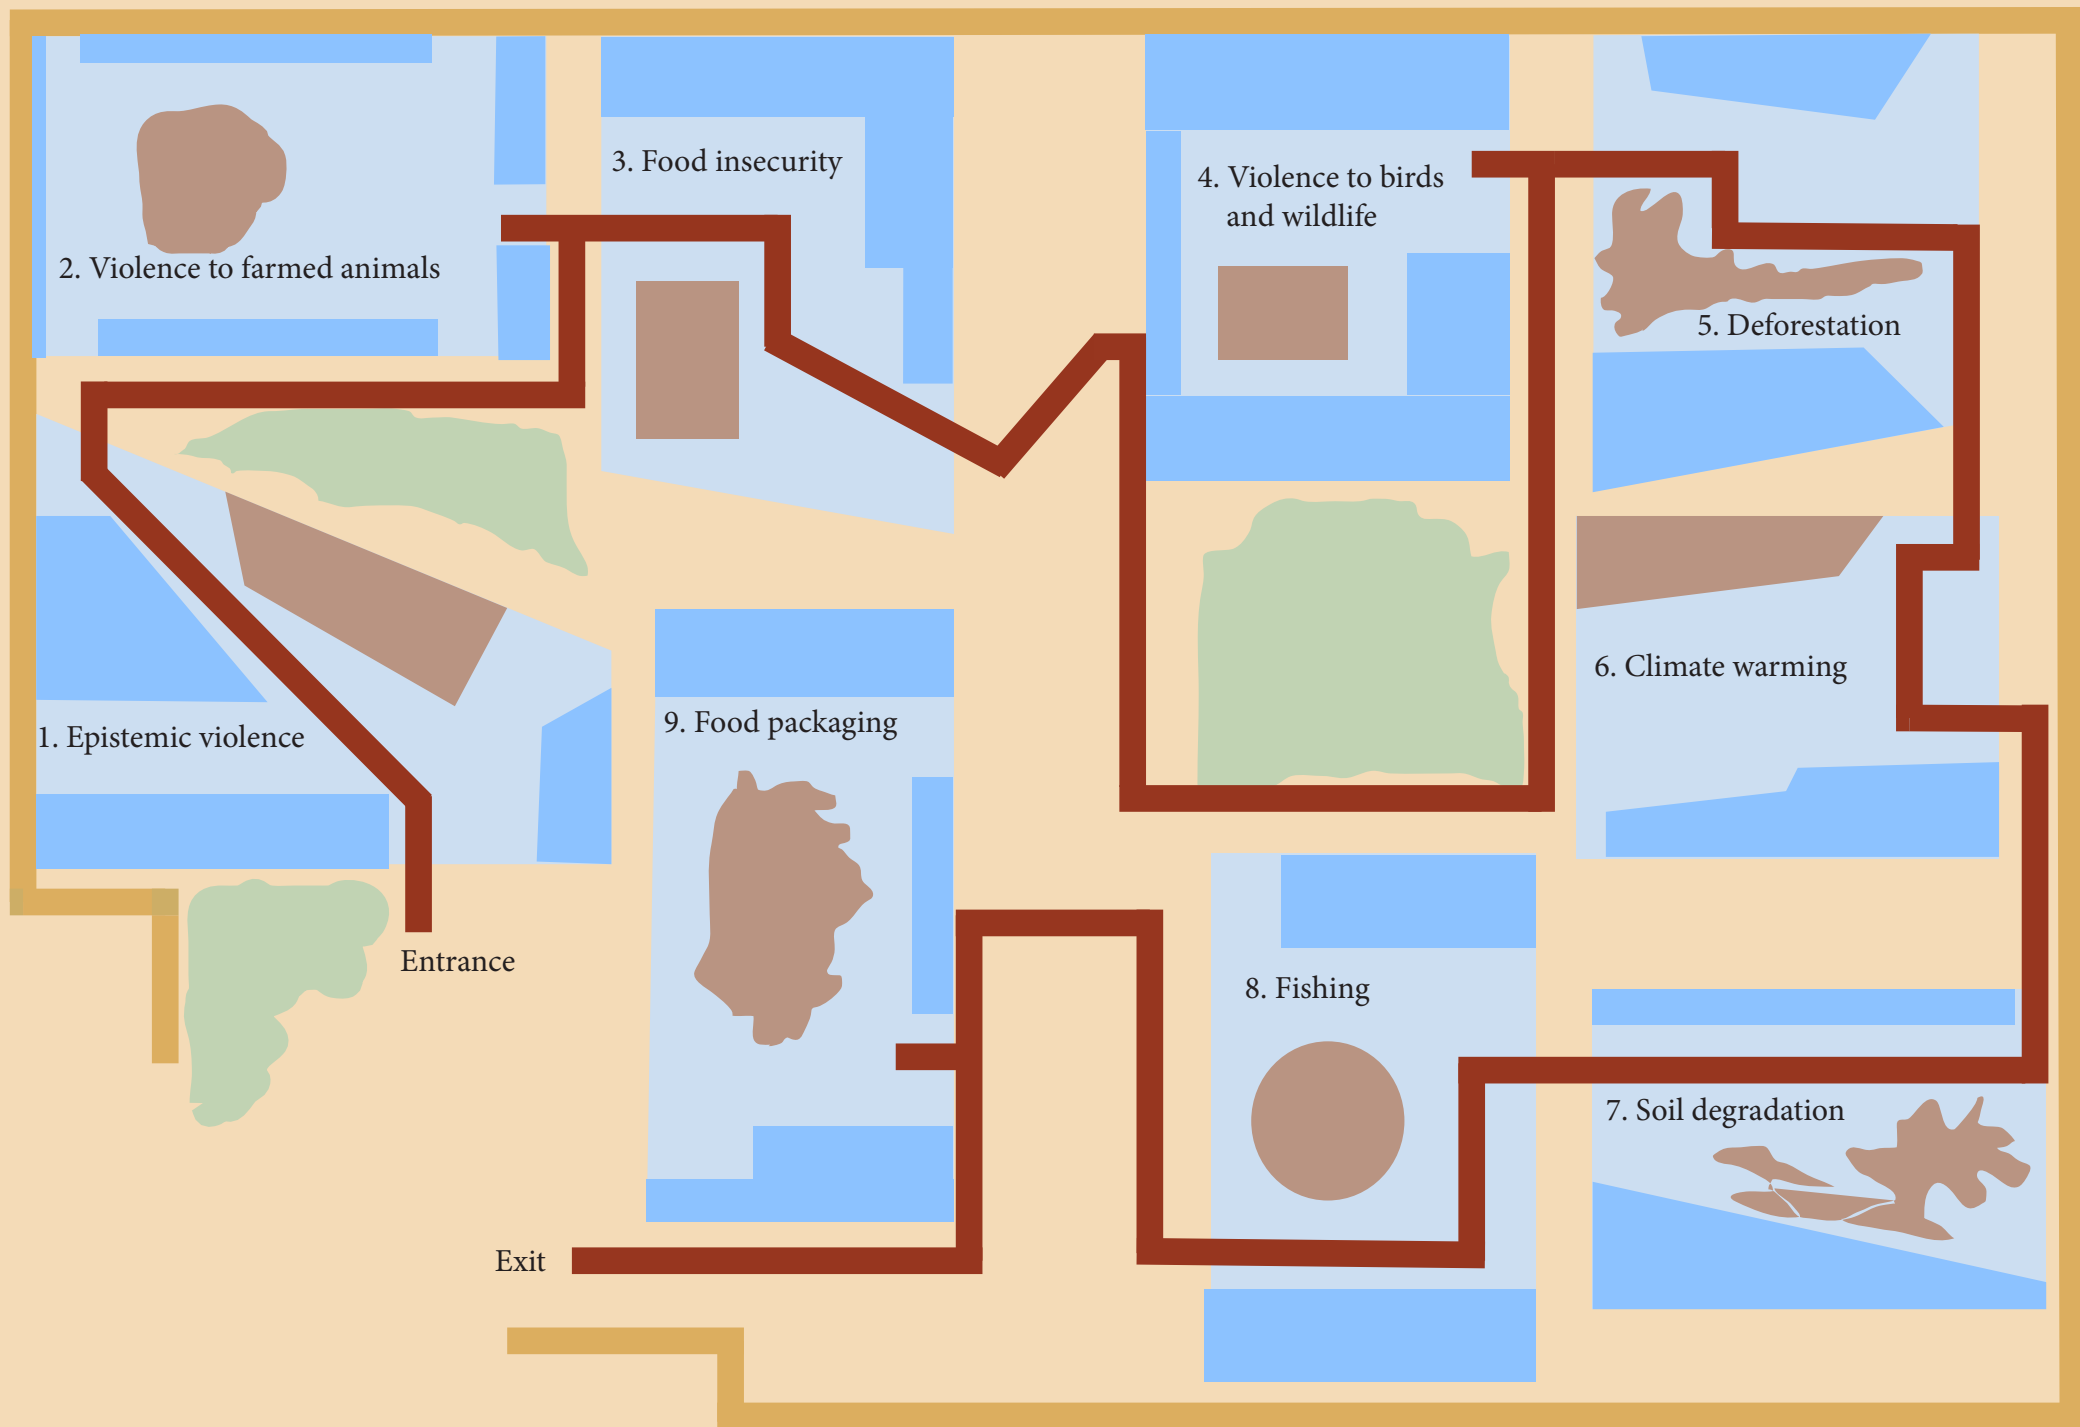 3. Food insecurity
4. Violence to birds
and wildlife
2. Violence to farmed animals
5. Deforestation
6. Climate warming
1. Epistemic violence
9. Food packaging
Entrance
8. Fishing
7. Soil degradation
Exit